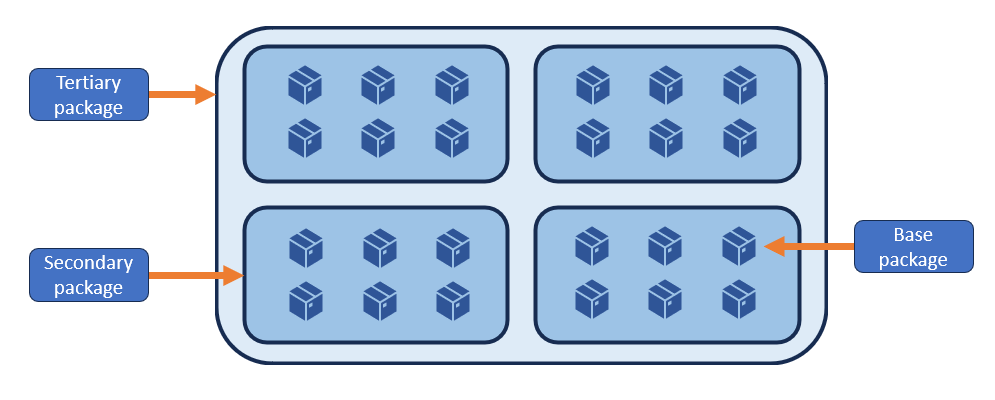 Tertiary
package
Secondary
package
Base
package